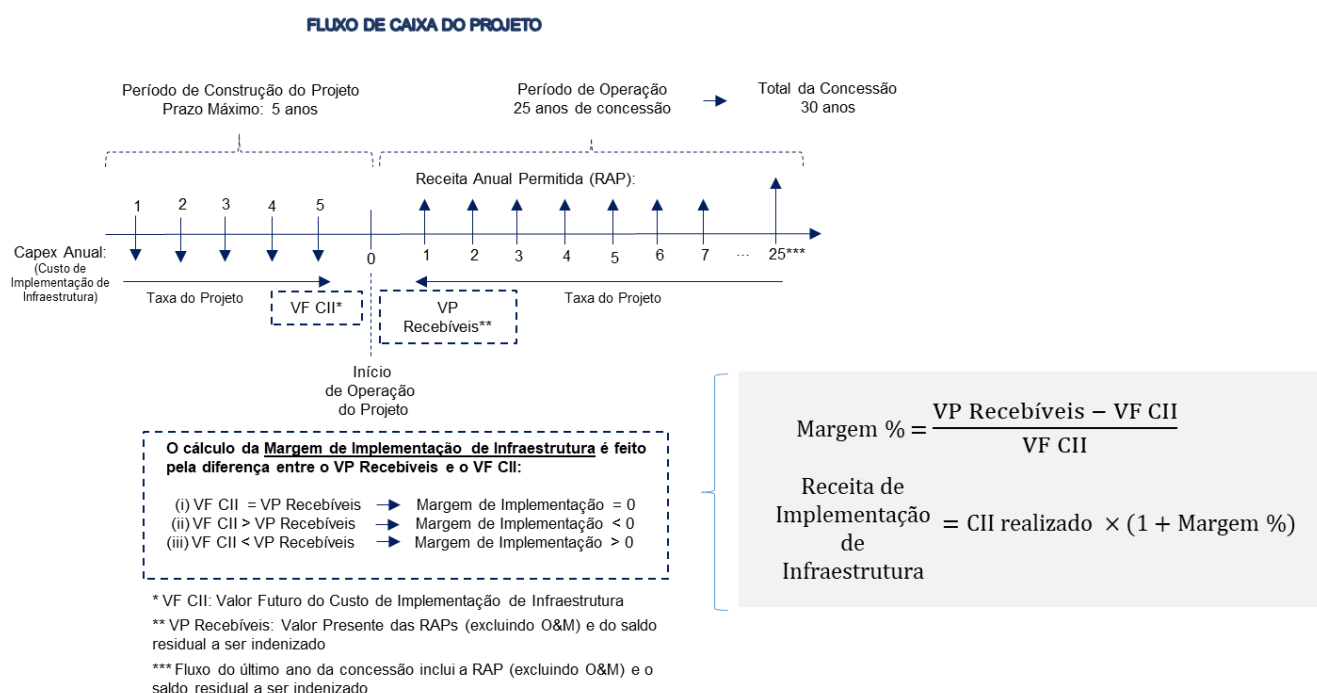 FLUXO DE CAIXA DO PROJETO
Período de Construção do Projeto
Prazo Máximo: 5 anos
Período de Operação
25 anos de concessão
Total da Concessão
30 anos
Receita Anual Permitida (RAP):
1 2 3 4 5
Capex Anual:
(Custo de
Implementação de
Infraestrutura)
0 1 2 3 4 5 6 7 ... 25***
Taxa do Projeto
VF CII*
VP
Recebíveis**
Taxa do Projeto
Início
de Operação
do Projeto
O cálculo da Margem de Implementação de Infraestrutura é feito
pela diferença entre o VP Recebíveis e o VF CII:
(i) VF CII = VP Recebíveis Margem de Implementação = 0
(ii) VF CII > VP Recebíveis Margem de Implementação < 0
(iii) VF CII < VP Recebíveis Margem de Implementação > 0
* VF CII: Valor Futuro do Custo de Implementação de Infraestrutura
** VP Recebíveis: Valor Presente das RAPs (excluindo O&M) e do saldo
residual a ser indenizado
*** Fluxo do último ano da concessão inclui a RAP (excluindo O&M) e o
saldo residual a ser indenizado
Margem % = (VP Recebíveis − VF CII) / VF CII
Receita de
Implementação
de
Infraestrutura
= CII realizado × (1 + Margem %)